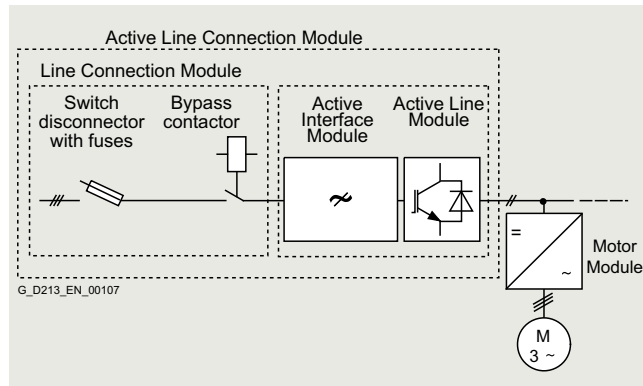 Active Line Connection Module
Line Connection Module
Switch
disconnector
with fuses
Bypass
contactor
Active
Interface
Module
Active Line
Module
=
~
Motor
Module
G_D213_EN_00107
M
3 ~